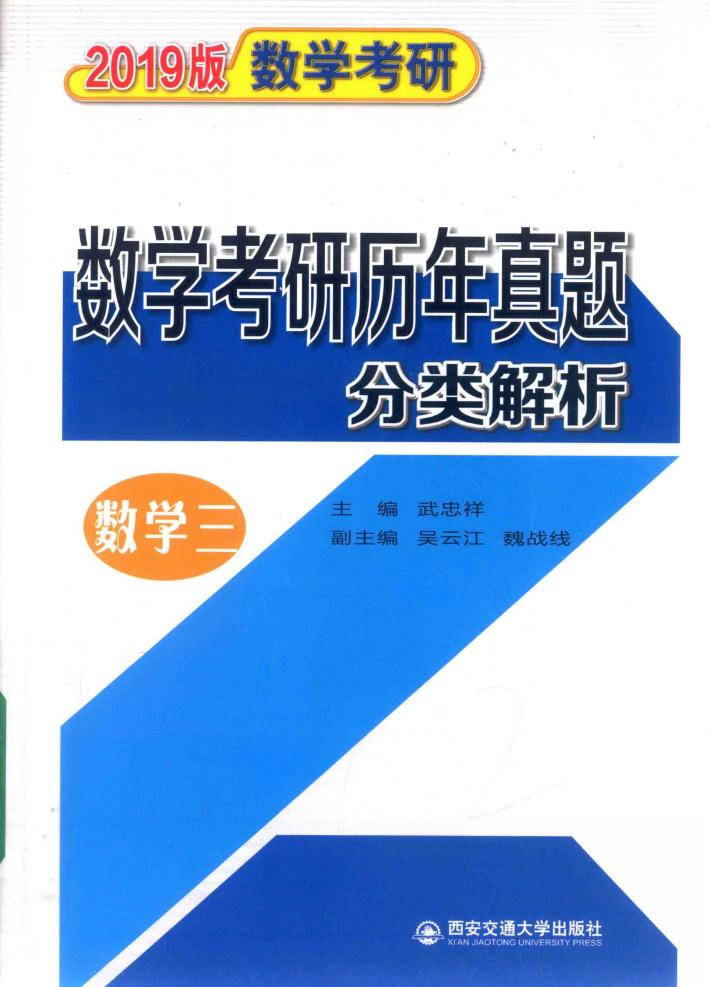 2019版 数学考研
数学考研历年真题
分类解析
数学三
主 编 武忠祥
副主编 吴云江 魏战线
西安交通大学出版社
XI'AN JIAOTONG UNIVERSITY PRESS